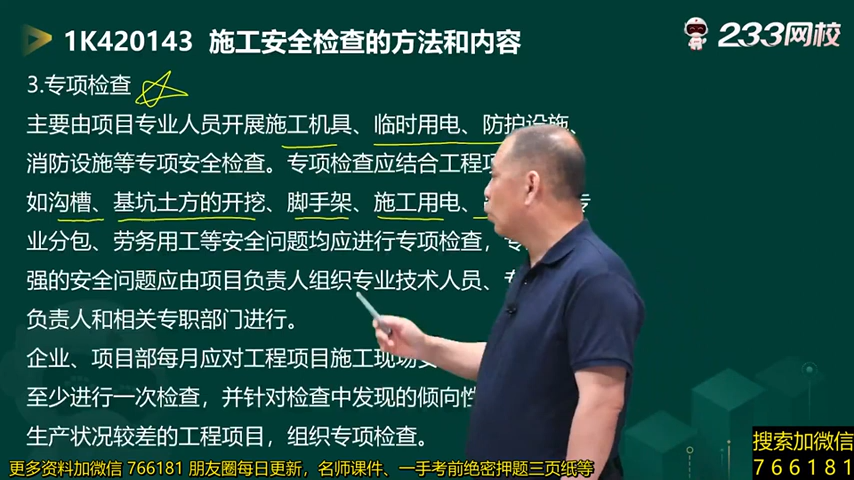 1K420143 施工安全检查的方法和内容
233网校
3.专项检查
主要由项目专业人员开展施工机具、临时用电、防护设施、
消防设施等专项安全检查。专项检查应结合工程项
如沟槽、基坑土方的开挖、脚手架、施工用电、专
业分包、劳务用工等安全问题均应进行专项检查，专
强的安全问题应由项目负责人组织专业技术人员、专
负责人和相关专职部门进行。
企业、项目部每月应对工程项目施工现场安
至少进行一次检查，并针对检查中发现的倾向性
生产状况较差的工程项目，组织专项检查。
更多资料加微信 766181 朋友圈每日更新，名师课件、一手考前绝密押题三页纸等
搜索加微信
766181